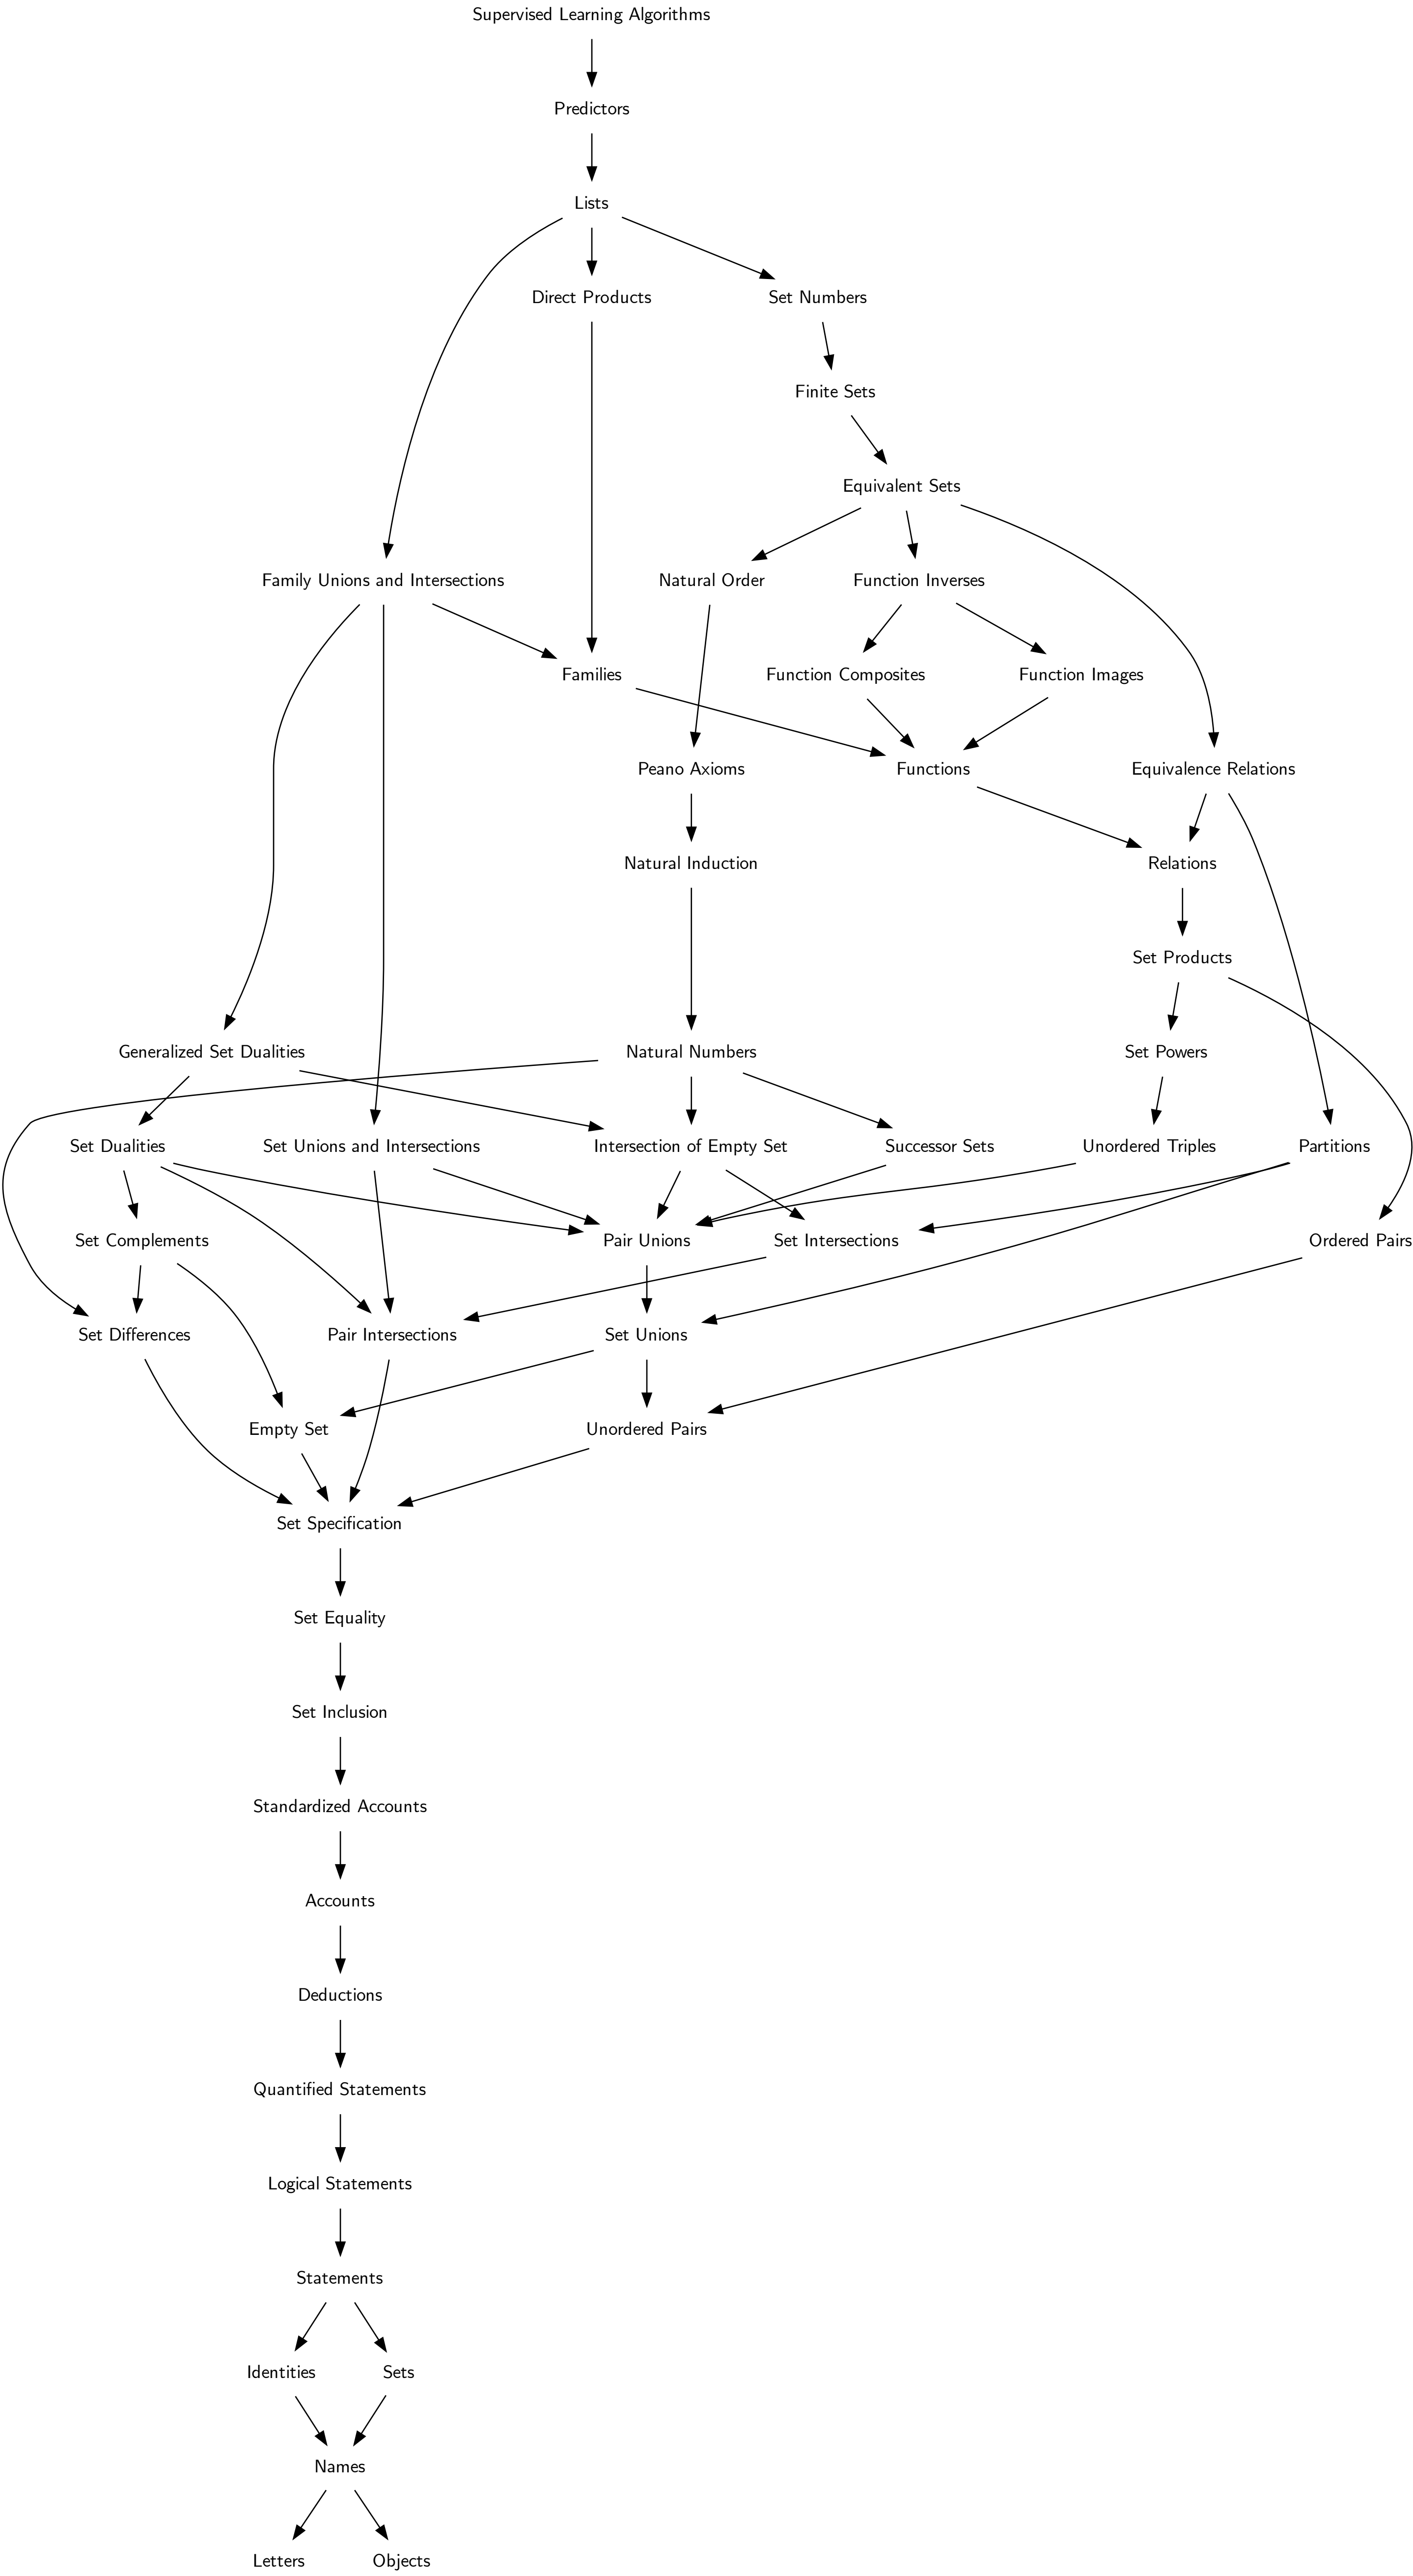 Supervised Learning Algorithms
Predictors
Lists
Direct Products
Set Numbers
Finite Sets
Equivalent Sets
Family Unions and Intersections
Natural Order
Function Inverses
Families
Function Composites
Function Images
Peano Axioms
Functions
Equivalence Relations
Natural Induction
Relations
Set Products
Generalized Set Dualities
Natural Numbers
Set Powers
Set Dualities
Set Unions and Intersections
Intersection of Empty Set
Successor Sets
Unordered Triples
Partitions
Set Complements
Pair Unions
Set Intersections
Ordered Pairs
Set Differences
Pair Intersections
Set Unions
Empty Set
Unordered Pairs
Set Specification
Set Equality
Set Inclusion
Standardized Accounts
Accounts
Deductions
Quantified Statements
Logical Statements
Statements
Identities
Sets
Names
Letters
Objects